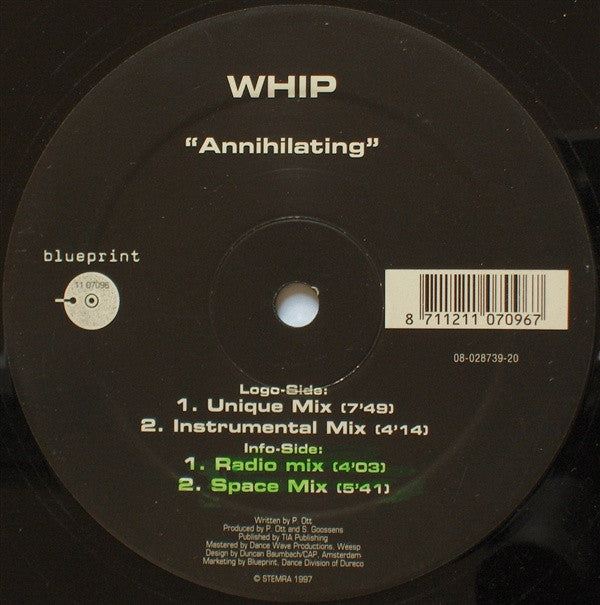 WHIP
“Annihilating”
blueprint
11 07096
8 711211 070967
08-028739-20
Logo-Side:
1. Unique Mix (7'49)
2. Instrumental Mix (4'14)
Info-Side:
1. Radio mix (4'03)
2. Space Mix (5'41)
Written by P. Ott
Produced by P. Ott and S. Goossens
Published by TIA Publishing
Mastered by Dance Wave Productions, Weesp
Design by Duncan Baumbach/CAP, Amsterdam
Marketing by Blueprint, Dance Division of Dureco
© STEMRA 1997